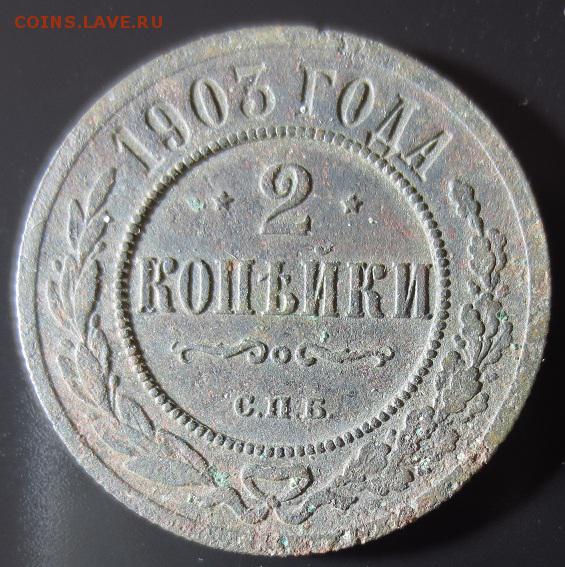 COINS.LAVE.RU
1903 ГОДА
2
КОПѢЙКИ
С.П.Б.